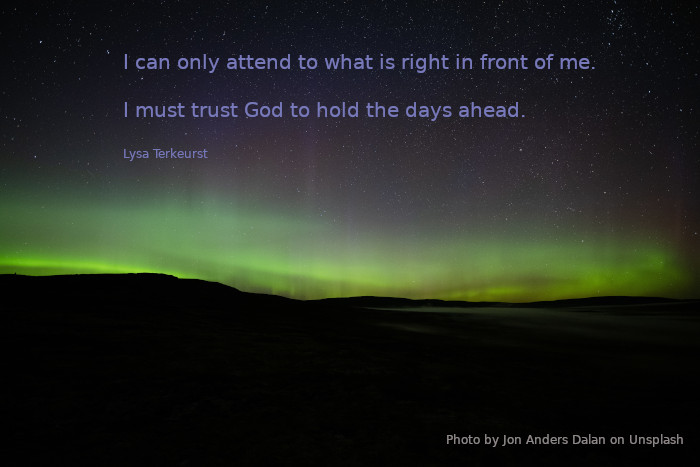 I can only attend to what is right in front of me.
I must trust God to hold the days ahead.
Lysa Terkeurst
Photo by Jon Anders Dalan on Unsplash